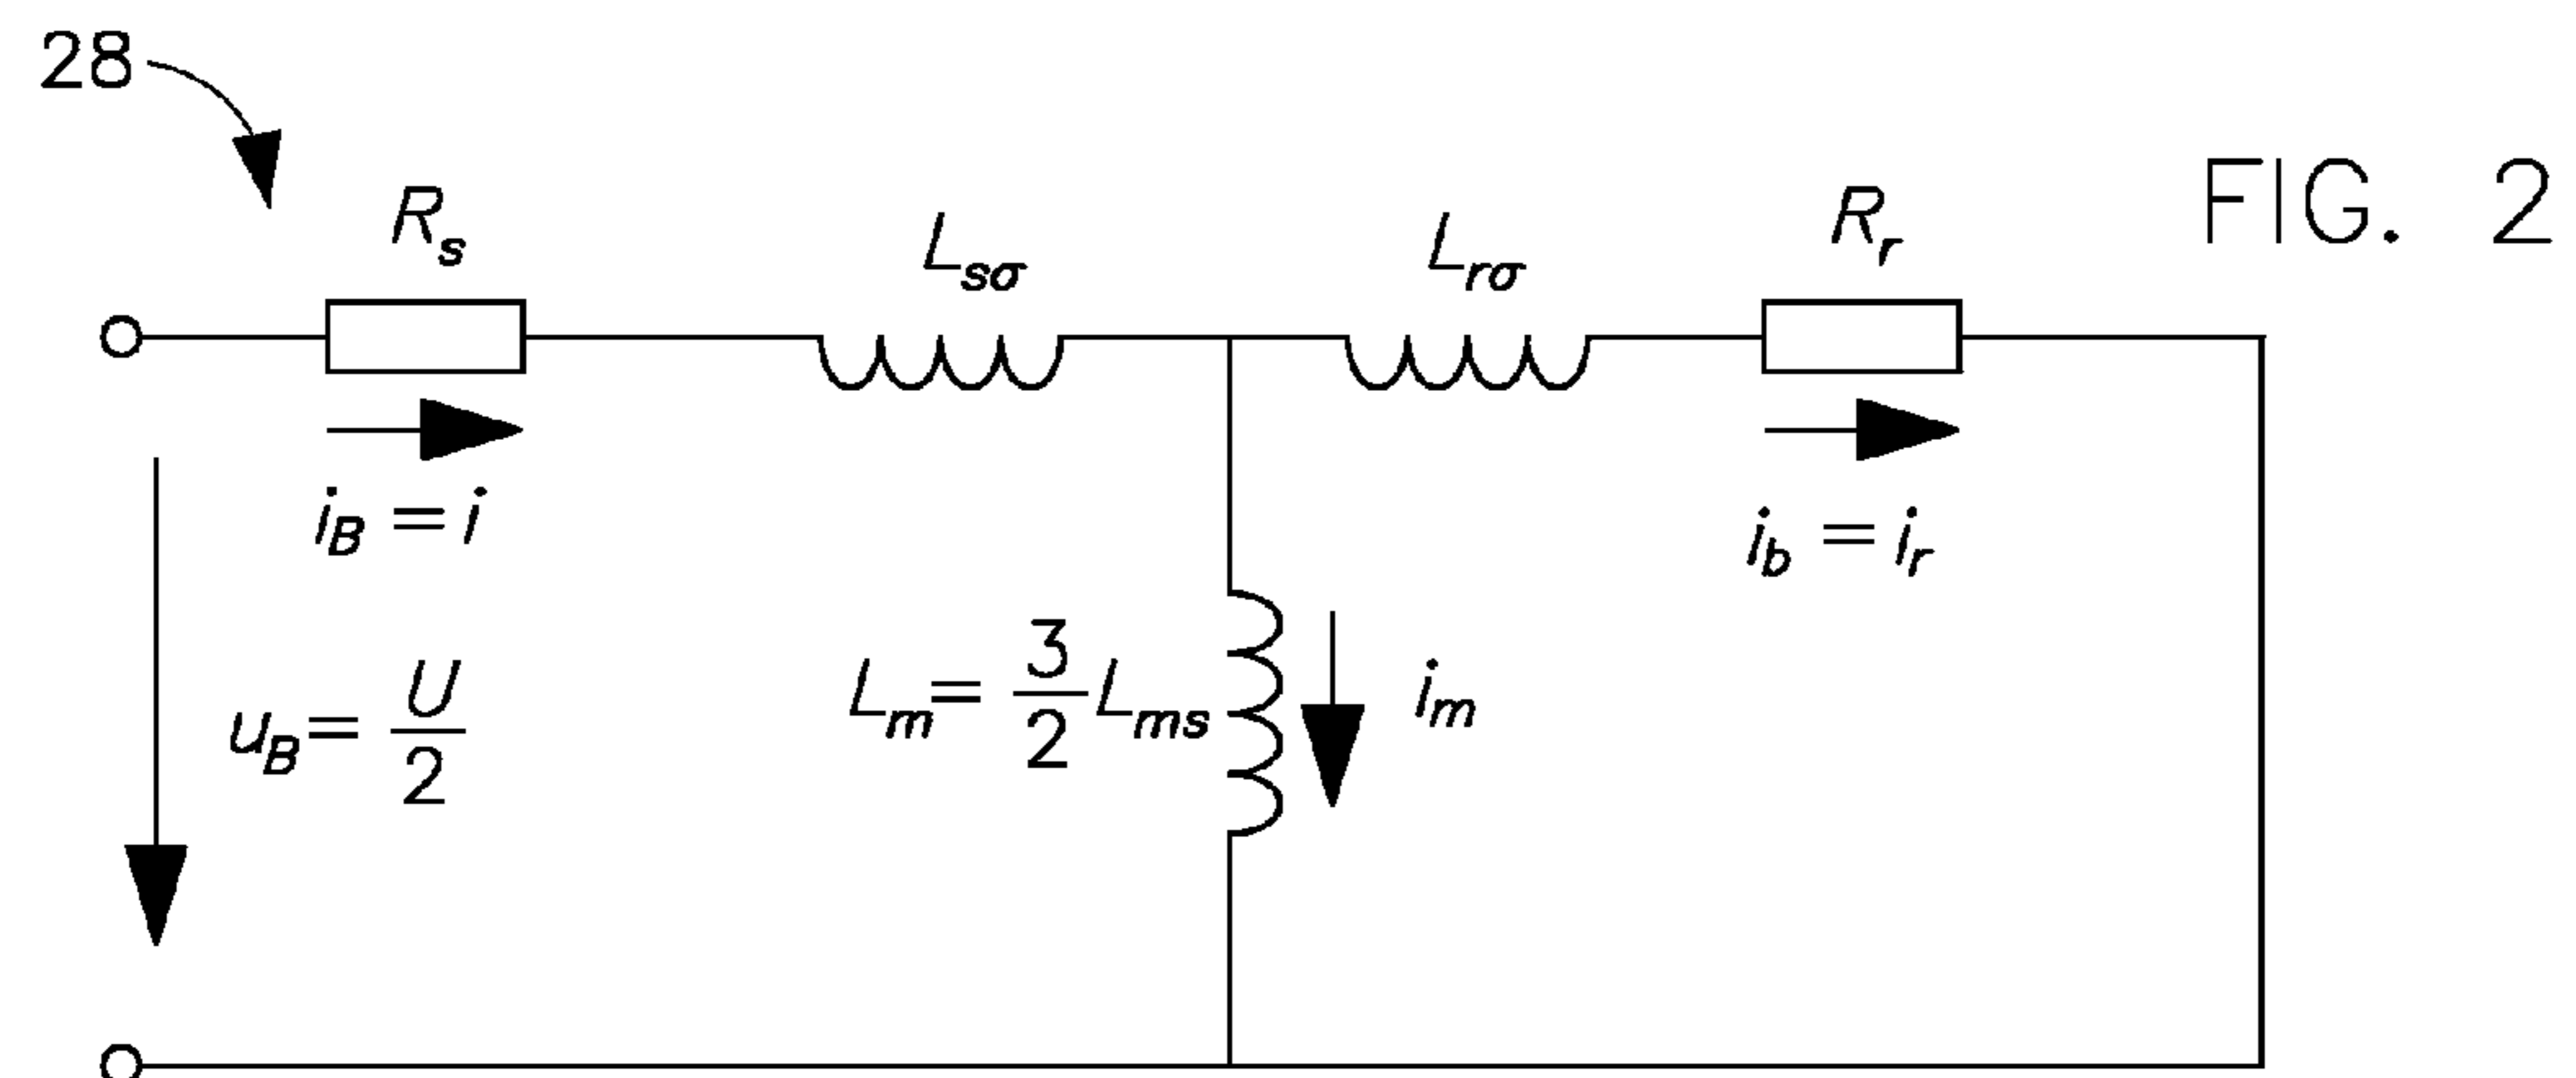 28
FIG. 2
R_s
L_sσ
L_rσ
R_r
i_B = i
i_b = i_r
u_B = U/2
L_m = 3/2 L_ms
i_m